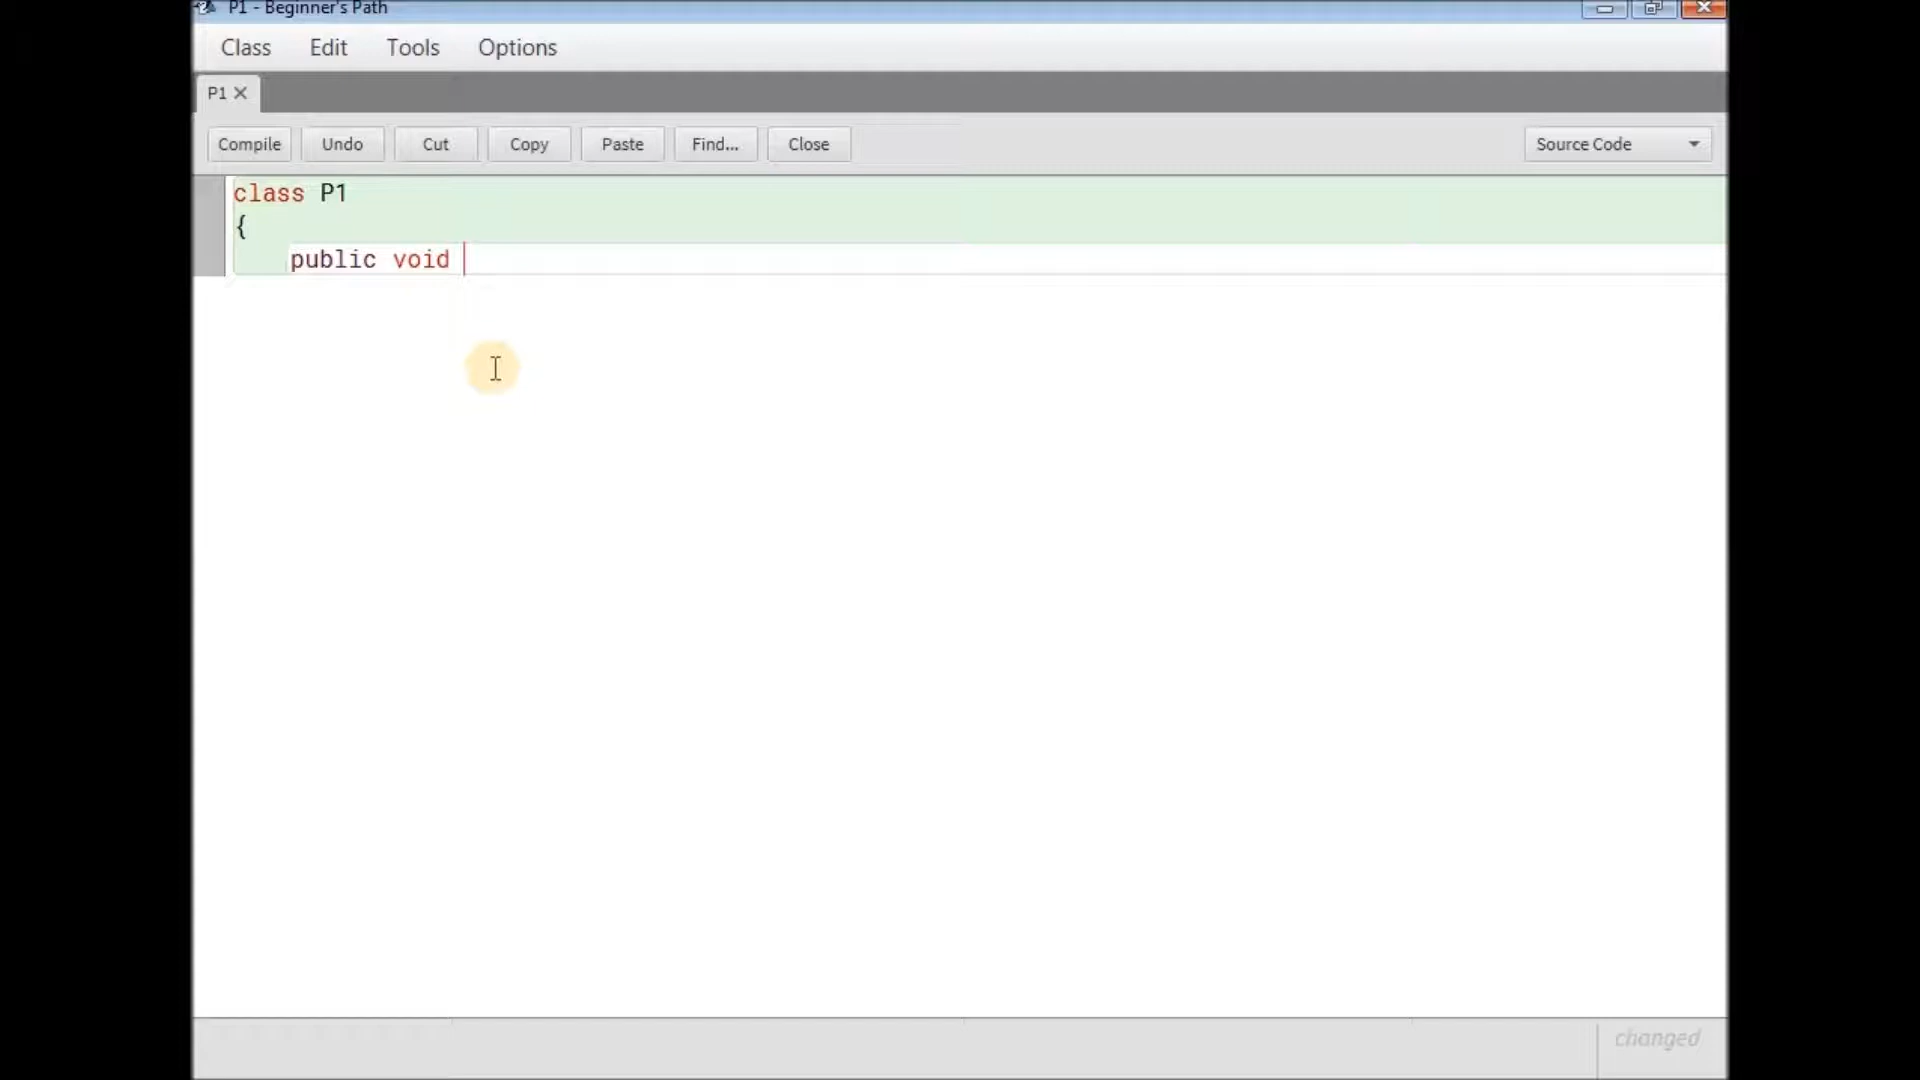 P1 - Beginner's Path
Class Edit Tools Options
P1
Compile Undo Cut Copy Paste Find... Close Source Code
class P1
{
public void
changed